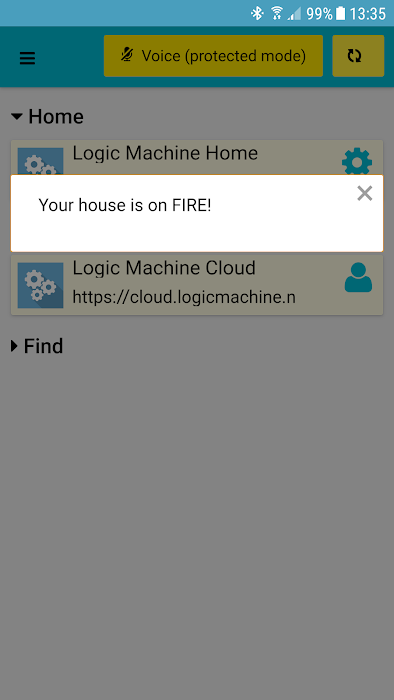 99% 13:35
Voice (protected mode)
Home
Logic Machine Home
Your house is on FIRE!
Logic Machine Cloud
https://cloud.logicmachine.n
Find